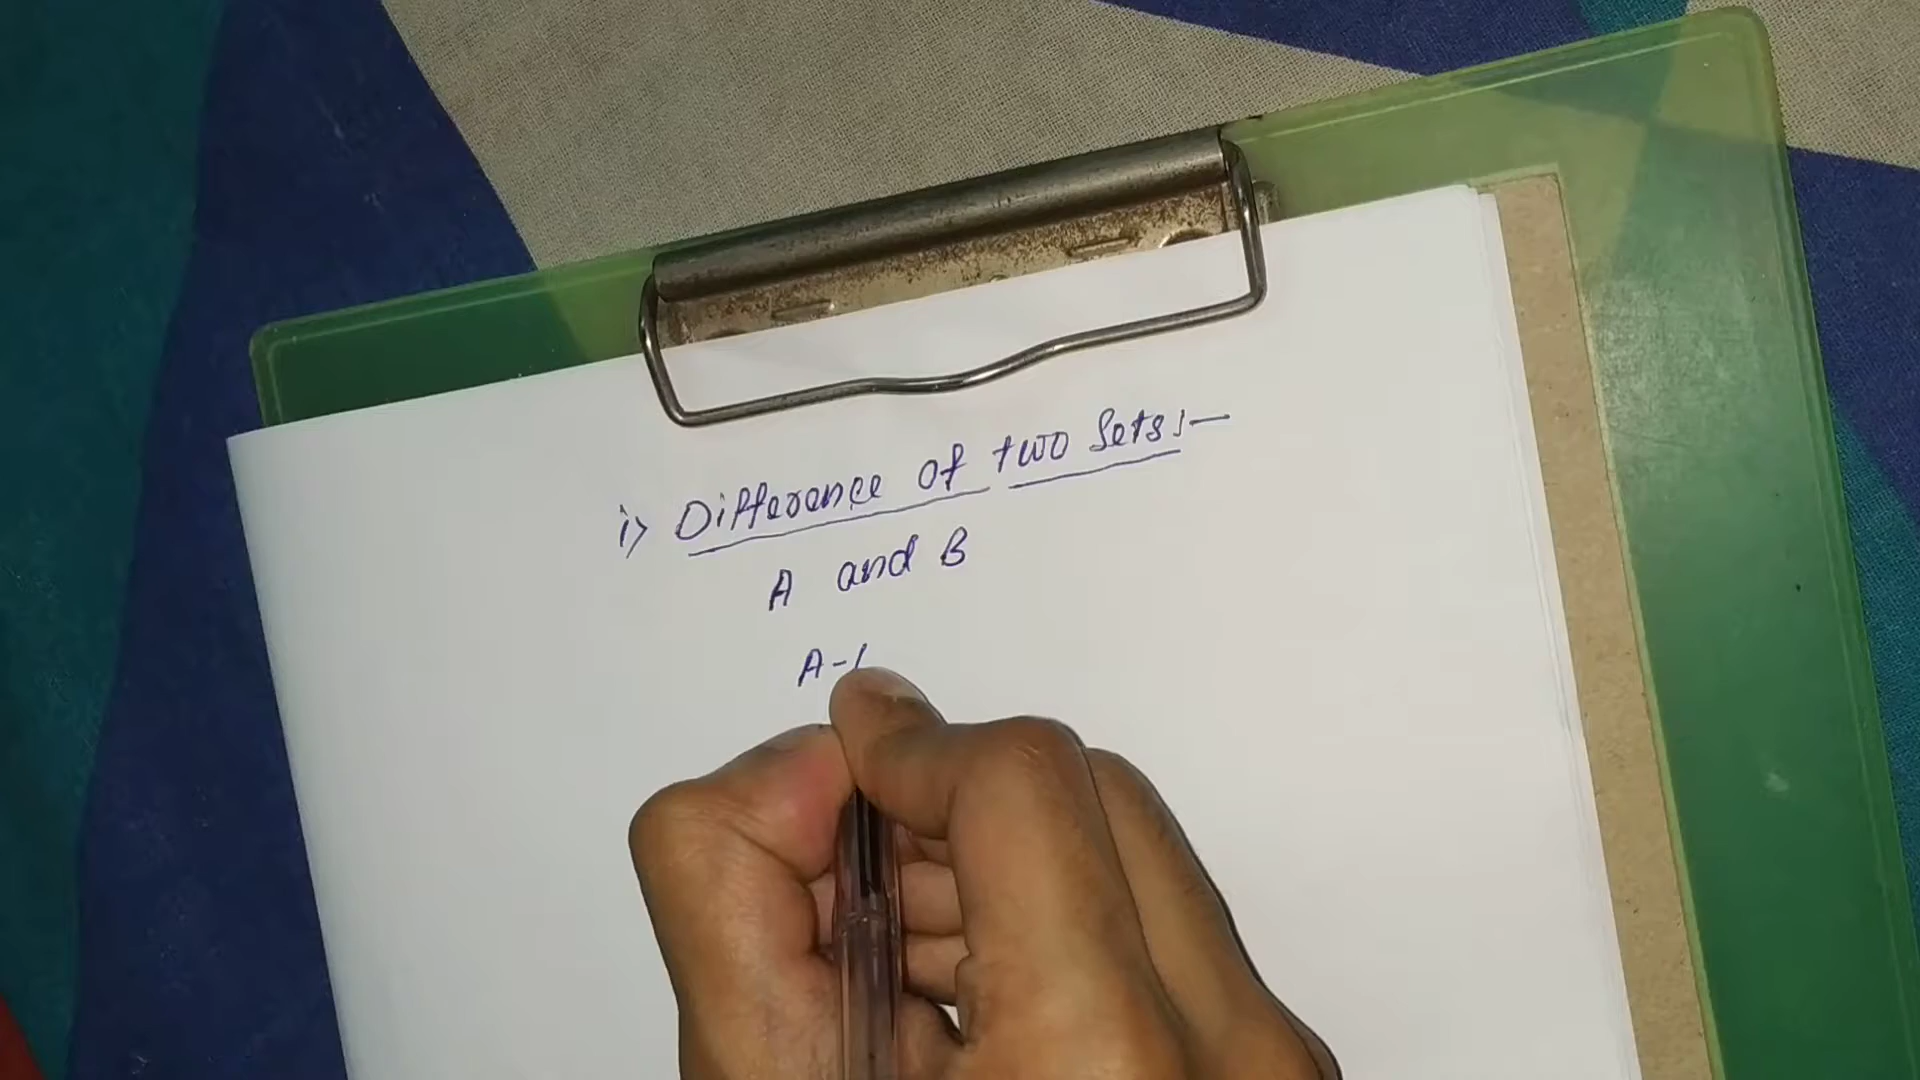 i> Difference of two Sets:-
A and B
A-